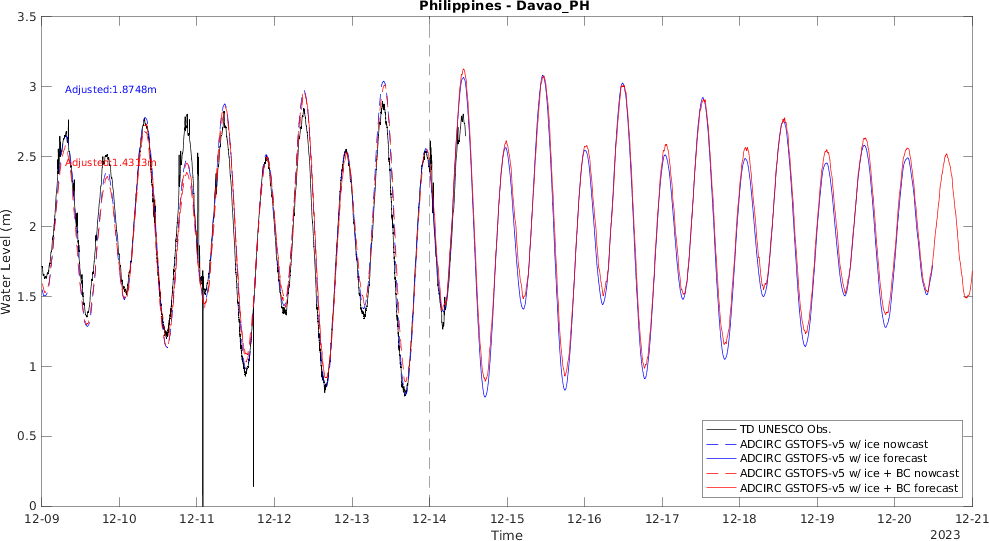 Philippines - Davao_PH
3.5
3
2.5
2
1.5
1
0.5
0
Water Level (m)
Adjusted:1.8748m
Adjusted:1.4313m
TD UNESCO Obs.
ADCIRC GSTOFS-v5 w/ ice nowcast
ADCIRC GSTOFS-v5 w/ ice forecast
ADCIRC GSTOFS-v5 w/ ice + BC nowcast
ADCIRC GSTOFS-v5 w/ ice + BC forecast
12-09 12-10 12-11 12-12 12-13 12-14 12-15 12-16 12-17 12-18 12-19 12-20 12-21
Time
2023